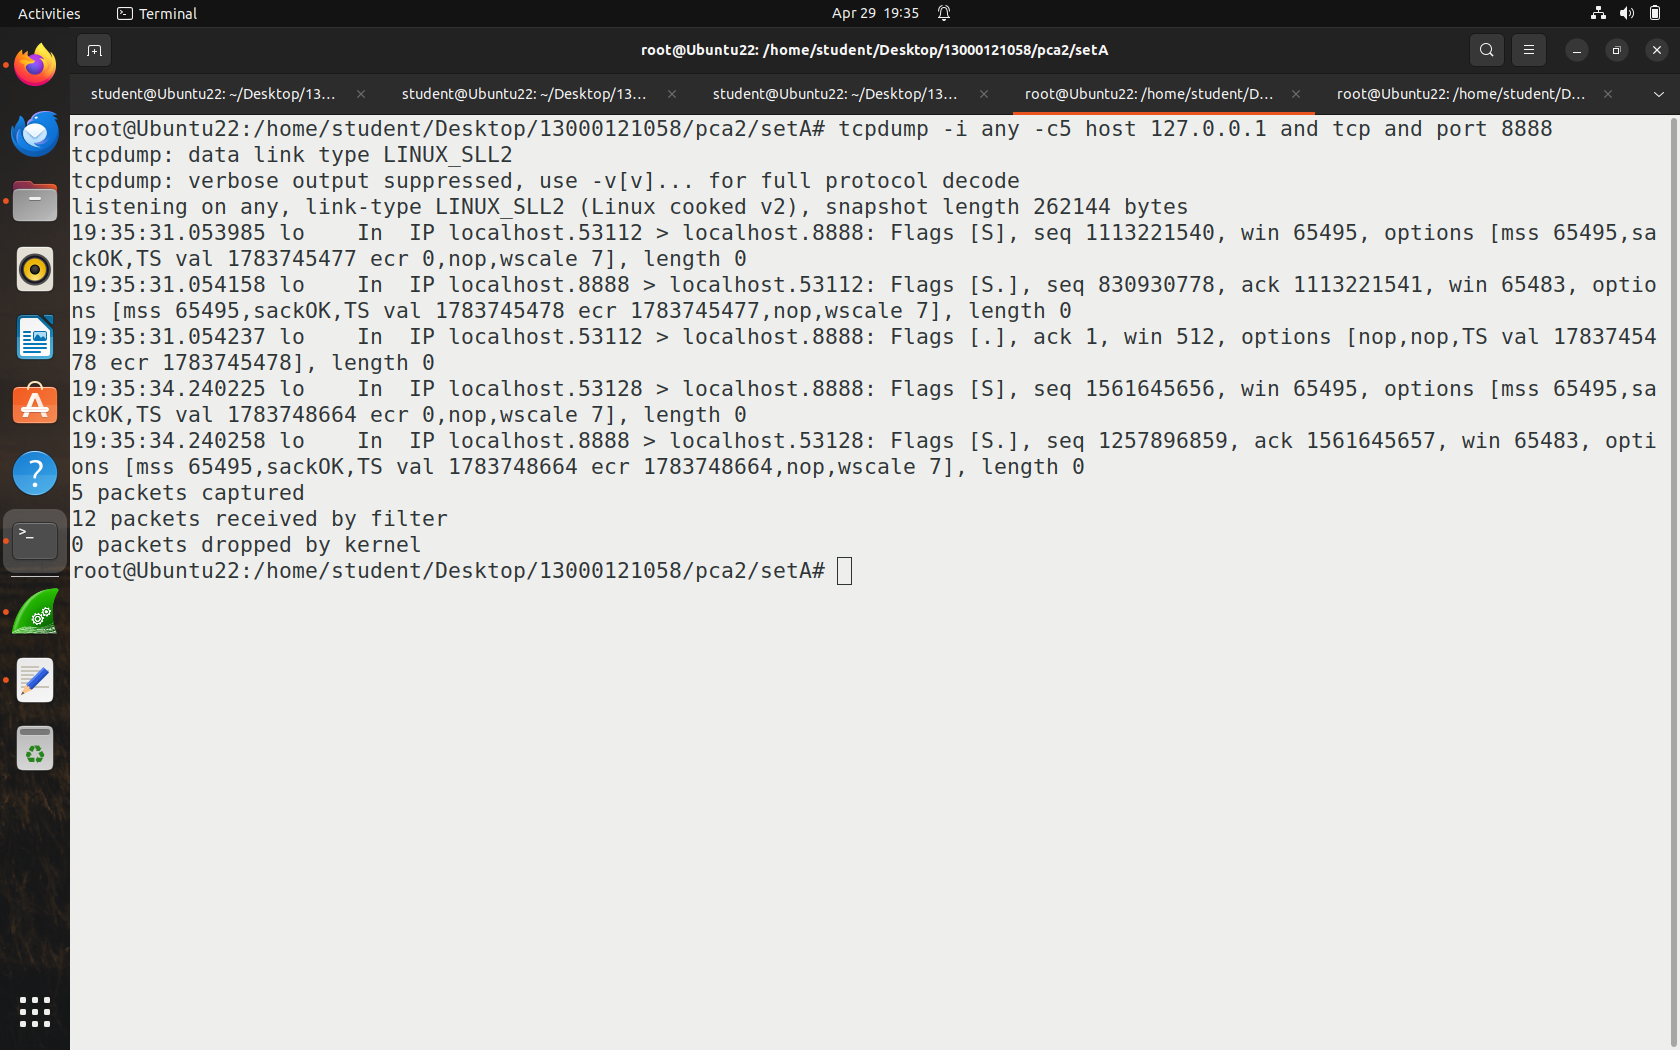 Activities
Terminal
Apr 29 19:35
root@Ubuntu22: /home/student/Desktop/13000121058/pca2/setA
student@Ubuntu22: ~/Desktop/13...
student@Ubuntu22: ~/Desktop/13...
student@Ubuntu22: ~/Desktop/13...
root@Ubuntu22: /home/student/D...
root@Ubuntu22: /home/student/D...
root@Ubuntu22:/home/student/Desktop/13000121058/pca2/setA# tcpdump -i any -c5 host 127.0.0.1 and tcp and port 8888
tcpdump: data link type LINUX_SLL2
tcpdump: verbose output suppressed, use -v[v]... for full protocol decode
listening on any, link-type LINUX_SLL2 (Linux cooked v2), snapshot length 262144 bytes
19:35:31.053985 lo    In  IP localhost.53112 > localhost.8888: Flags [S], seq 1113221540, win 65495, options [mss 65495,sa
ckOK,TS val 1783745477 ecr 0,nop,wscale 7], length 0
19:35:31.054158 lo    In  IP localhost.8888 > localhost.53112: Flags [S.], seq 830930778, ack 1113221541, win 65483, optio
ns [mss 65495,sackOK,TS val 1783745478 ecr 1783745477,nop,wscale 7], length 0
19:35:31.054237 lo    In  IP localhost.53112 > localhost.8888: Flags [.], ack 1, win 512, options [nop,nop,TS val 17837454
78 ecr 1783745478], length 0
19:35:34.240225 lo    In  IP localhost.53128 > localhost.8888: Flags [S], seq 1561645656, win 65495, options [mss 65495,sa
ckOK,TS val 1783748664 ecr 0,nop,wscale 7], length 0
19:35:34.240258 lo    In  IP localhost.8888 > localhost.53128: Flags [S.], seq 1257896859, ack 1561645657, win 65483, opti
ons [mss 65495,sackOK,TS val 1783748664 ecr 1783748664,nop,wscale 7], length 0
5 packets captured
12 packets received by filter
0 packets dropped by kernel
root@Ubuntu22:/home/student/Desktop/13000121058/pca2/setA#